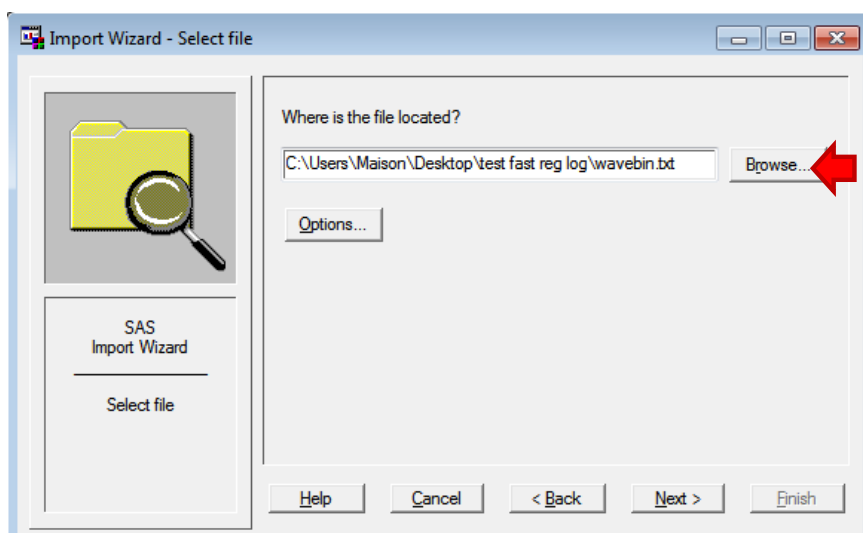 Import Wizard - Select file
Where is the file located?
C:\Users\Maison\Desktop\test fast reg log\wavebin.txt
Browse...
Options...
SAS
Import Wizard
Select file
Help
Cancel
< Back
Next >
Finish